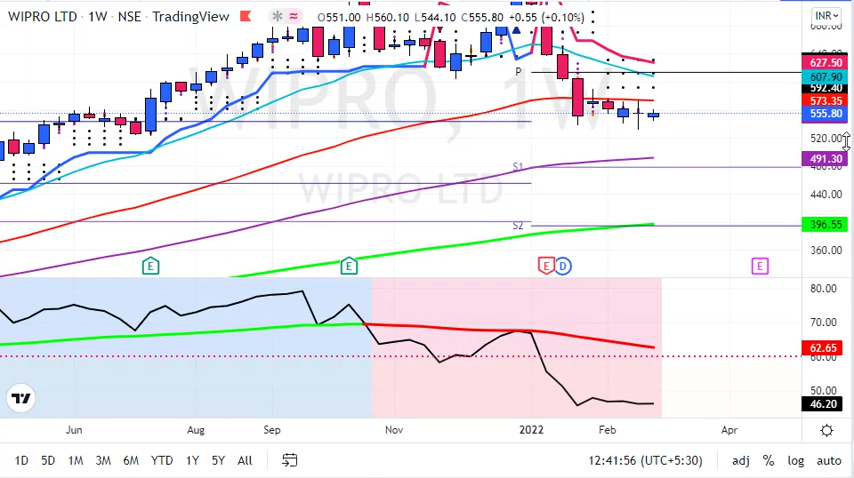 WIPRO LTD · 1W · NSE · TradingView O551.00 H560.10 L544.10 C555.80 +0.55 (+0.10%) INR
WIPRO, 1W
WIPRO LTD
P
S1
S2
627.50
607.90
592.40
573.35
555.80
520.00
491.30
440.00
396.55
360.00
E E E D E
80.00
70.00
62.65
60.00
50.00
46.20
Jun Aug Sep Nov 2022 Feb Apr
1D 5D 1M 3M 6M YTD 1Y 5Y All 12:41:56 (UTC+5:30) adj % log auto